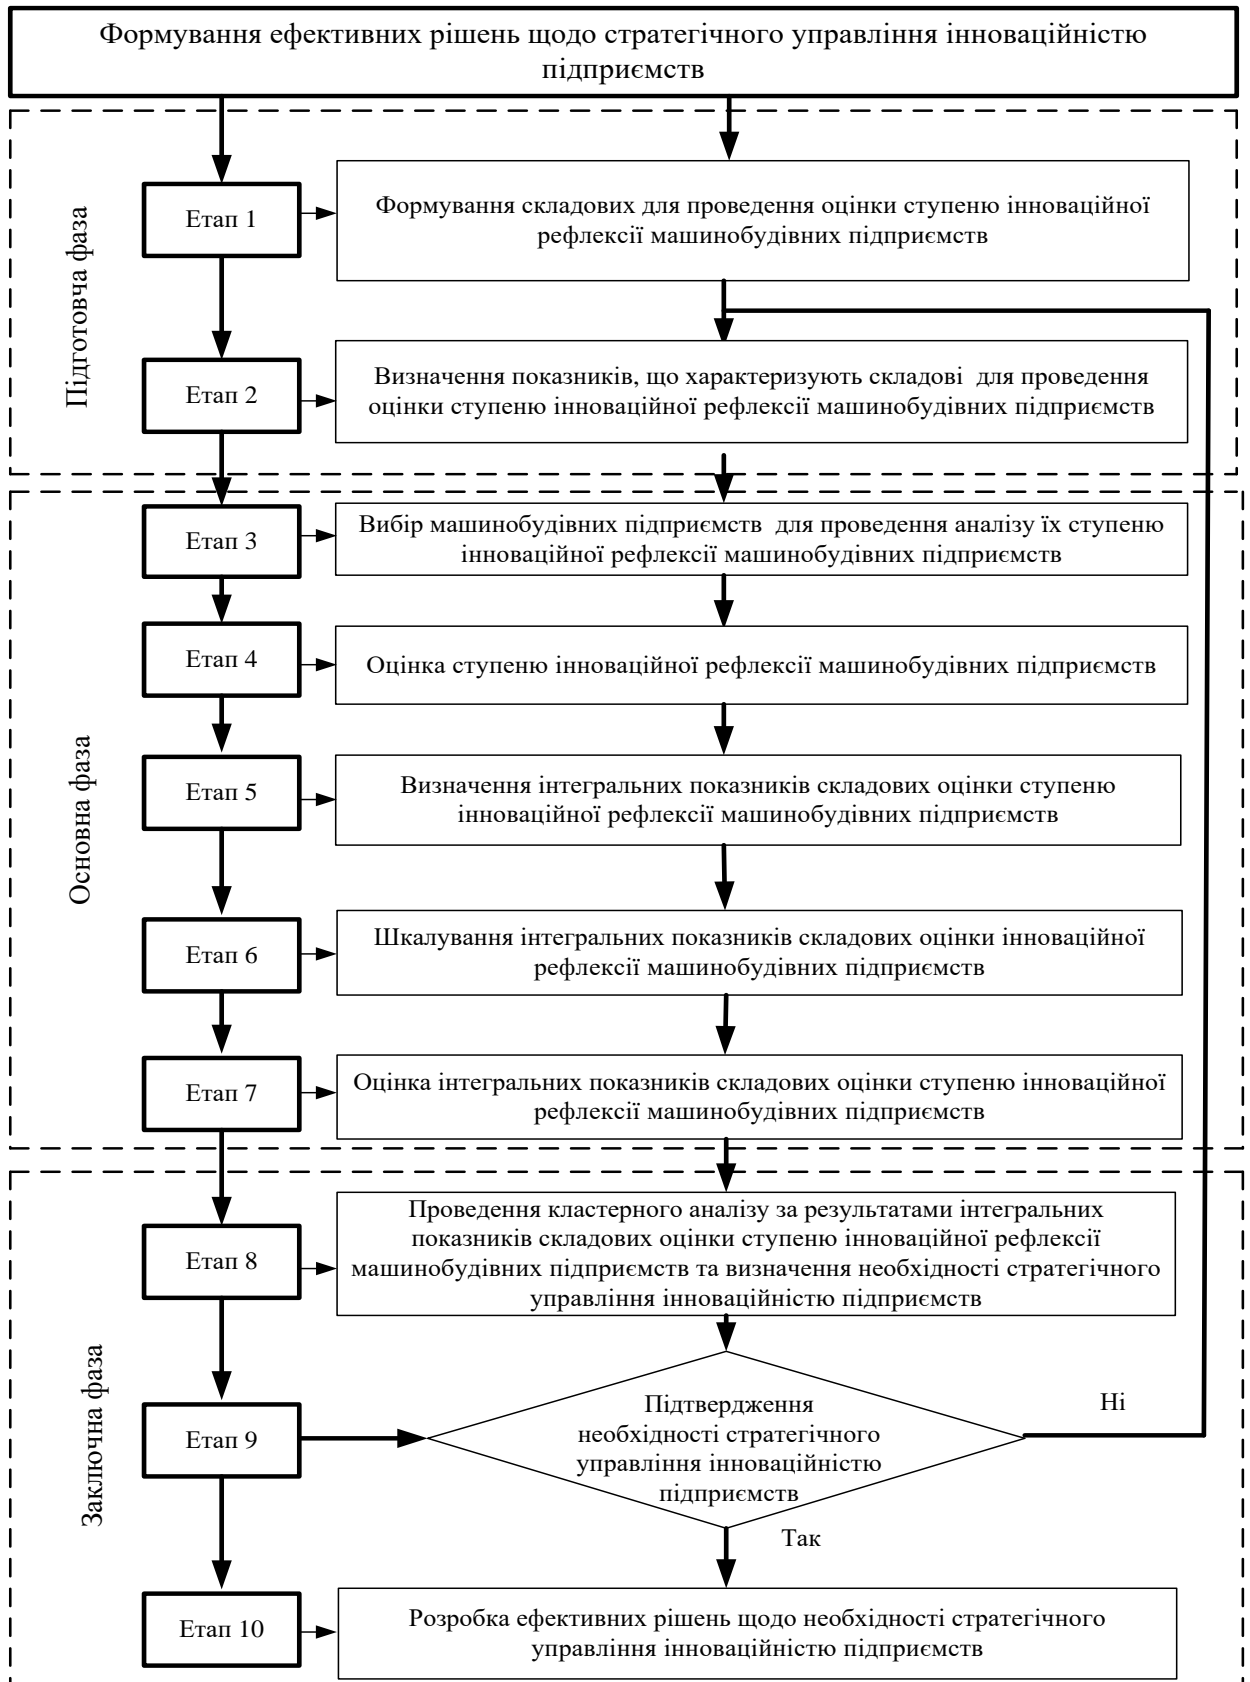 Формування ефективних рішень щодо стратегічного управління інноваційністю
підприємств
Підготовча фаза
Етап 1
Формування складових для проведення оцінки ступеню інноваційної
рефлексії машинобудівних підприємств
Етап 2
Визначення показників, що характеризують складові для проведення
оцінки ступеню інноваційної рефлексії машинобудівних підприємств
Основна фаза
Етап 3
Вибір машинобудівних підприємств для проведення аналізу їх ступеню
інноваційної рефлексії машинобудівних підприємств
Етап 4
Оцінка ступеню інноваційної рефлексії машинобудівних підприємств
Етап 5
Визначення інтегральних показників складових оцінки ступеню
інноваційної рефлексії машинобудівних підприємств
Етап 6
Шкалування інтегральних показників складових оцінки інноваційної
рефлексії машинобудівних підприємств
Етап 7
Оцінка інтегральних показників складових оцінки ступеню інноваційної
рефлексії машинобудівних підприємств
Заключна фаза
Етап 8
Проведення кластерного аналізу за результатами інтегральних
показників складових оцінки ступеню інноваційної рефлексії
машинобудівних підприємств та визначення необхідності стратегічного
управління інноваційністю підприємств
Етап 9
Підтвердження
необхідності стратегічного
управління інноваційністю
підприємств
Ні
Так
Етап 10
Розробка ефективних рішень щодо необхідності стратегічного
управління інноваційністю підприємств